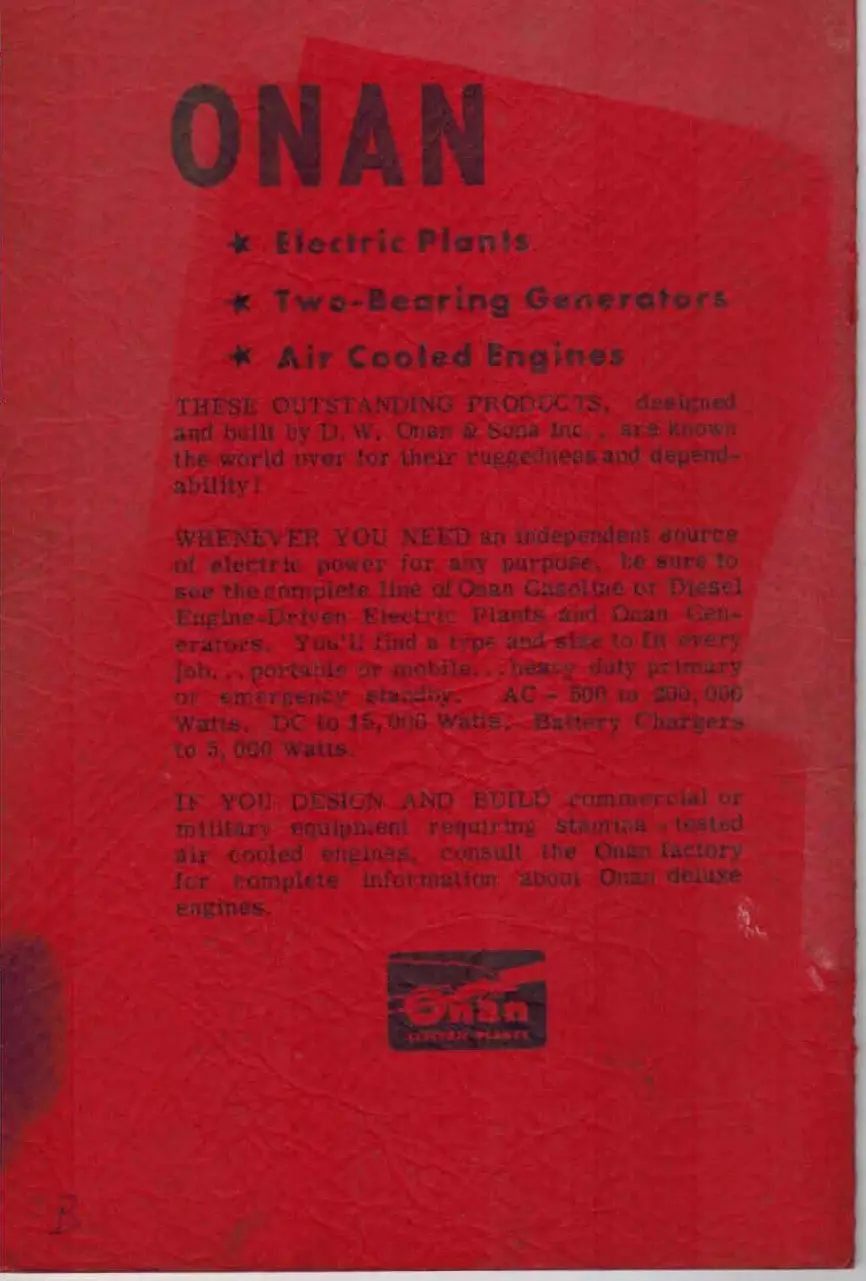 ONAN
★ Electric Plants
★ Two-Bearing Generators
★ Air Cooled Engines
THESE OUTSTANDING PRODUCTS, designed
and built by D. W. Onan & Sons Inc., are known
the world over for their ruggedness and depend-
ability!
WHENEVER YOU NEED an independent source
of electric power for any purpose, be sure to
see the complete line of Onan Gasoline or Diesel
Engine-Driven Electric Plants and Onan Gen-
erators. You'll find a type and size to fit every
job...portable or mobile...heavy duty primary
or emergency standby. AC - 500 to 200,000
Watts. DC to 15,000 Watts. Battery Chargers
to 5,000 Watts.
IF YOU DESIGN AND BUILD commercial or
military equipment requiring stamina-tested
air cooled engines, consult the Onan factory
for complete information about Onan deluxe
engines.
Onan
ELECTRIC PLANTS
B